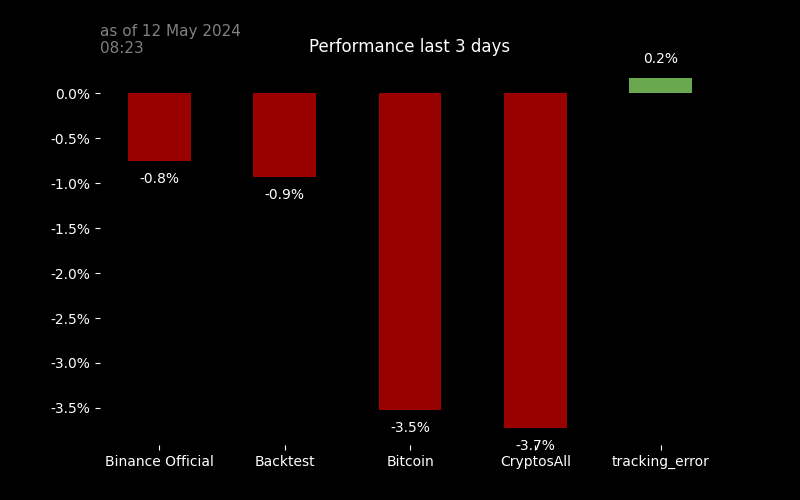 as of 12 May 2024
08:23
Performance last 3 days
0.2%
0.0%
-0.5%
-1.0%
-1.5%
-2.0%
-2.5%
-3.0%
-3.5%
-0.8%
-0.9%
-3.5%
-3.7%
Binance Official
Backtest
Bitcoin
CryptosAll
tracking_error